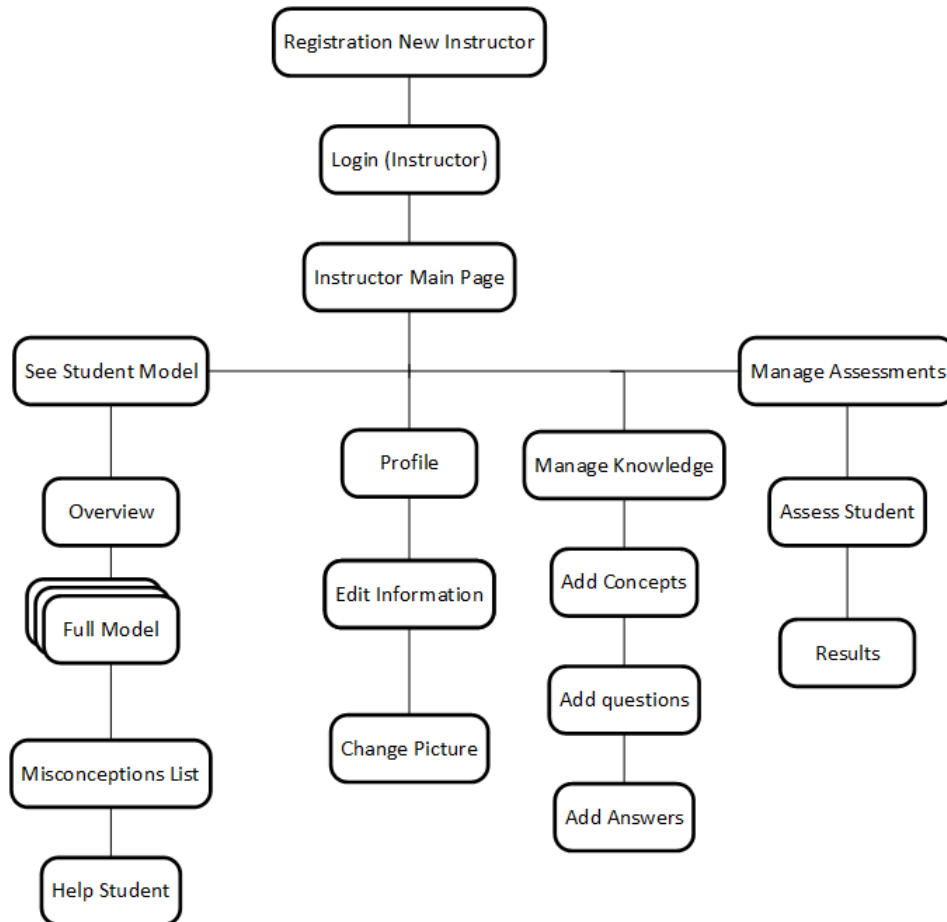 Registration New Instructor
Login (Instructor)
Instructor Main Page
See Student Model
Manage Assessments
Profile
Manage Knowledge
Overview
Assess Student
Edit Information
Add Concepts
Full Model
Results
Add questions
Change Picture
Misconceptions List
Add Answers
Help Student